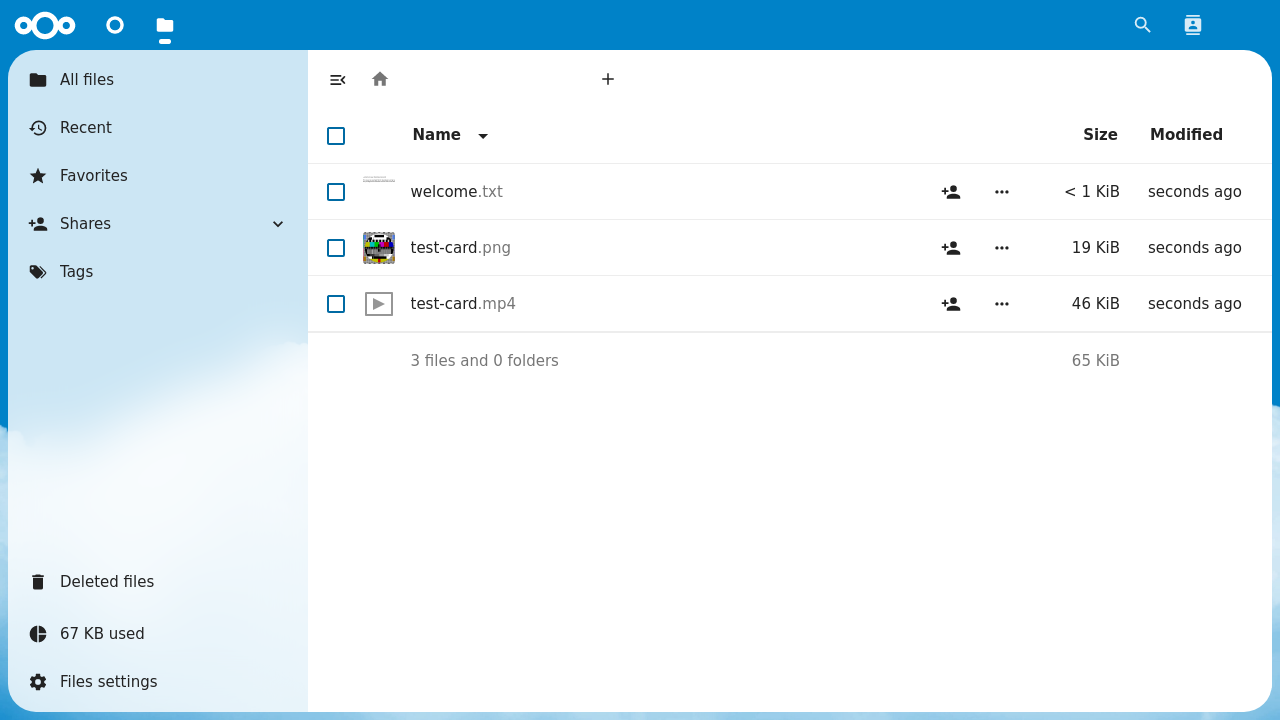 All files
Recent
Favorites
Shares
Tags
Deleted files
67 KB used
Files settings
Name Size Modified
welcome.txt < 1 KiB seconds ago
test-card.png 19 KiB seconds ago
test-card.mp4 46 KiB seconds ago
3 files and 0 folders 65 KiB